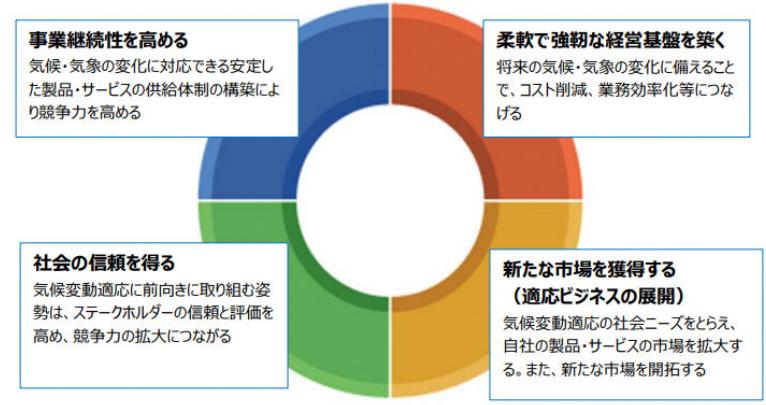 事業継続性を高める
気候・気象の変化に対応できる安定し
た製品・サービスの供給体制の構築によ
り競争力を高める
柔軟で強靭な経営基盤を築く
将来の気候・気象の変化に備えること
で、コスト削減、業務効率化等につな
げる
社会の信頼を得る
気候変動適応に前向きに取り組む姿
勢は、ステークホルダーの信頼と評価を
高め、競争力の拡大につながる
新たな市場を獲得する
（適応ビジネスの展開）
気候変動適応の社会ニーズをとらえ、
自社の製品・サービスの市場を拡大す
る。また、新たな市場を開拓する